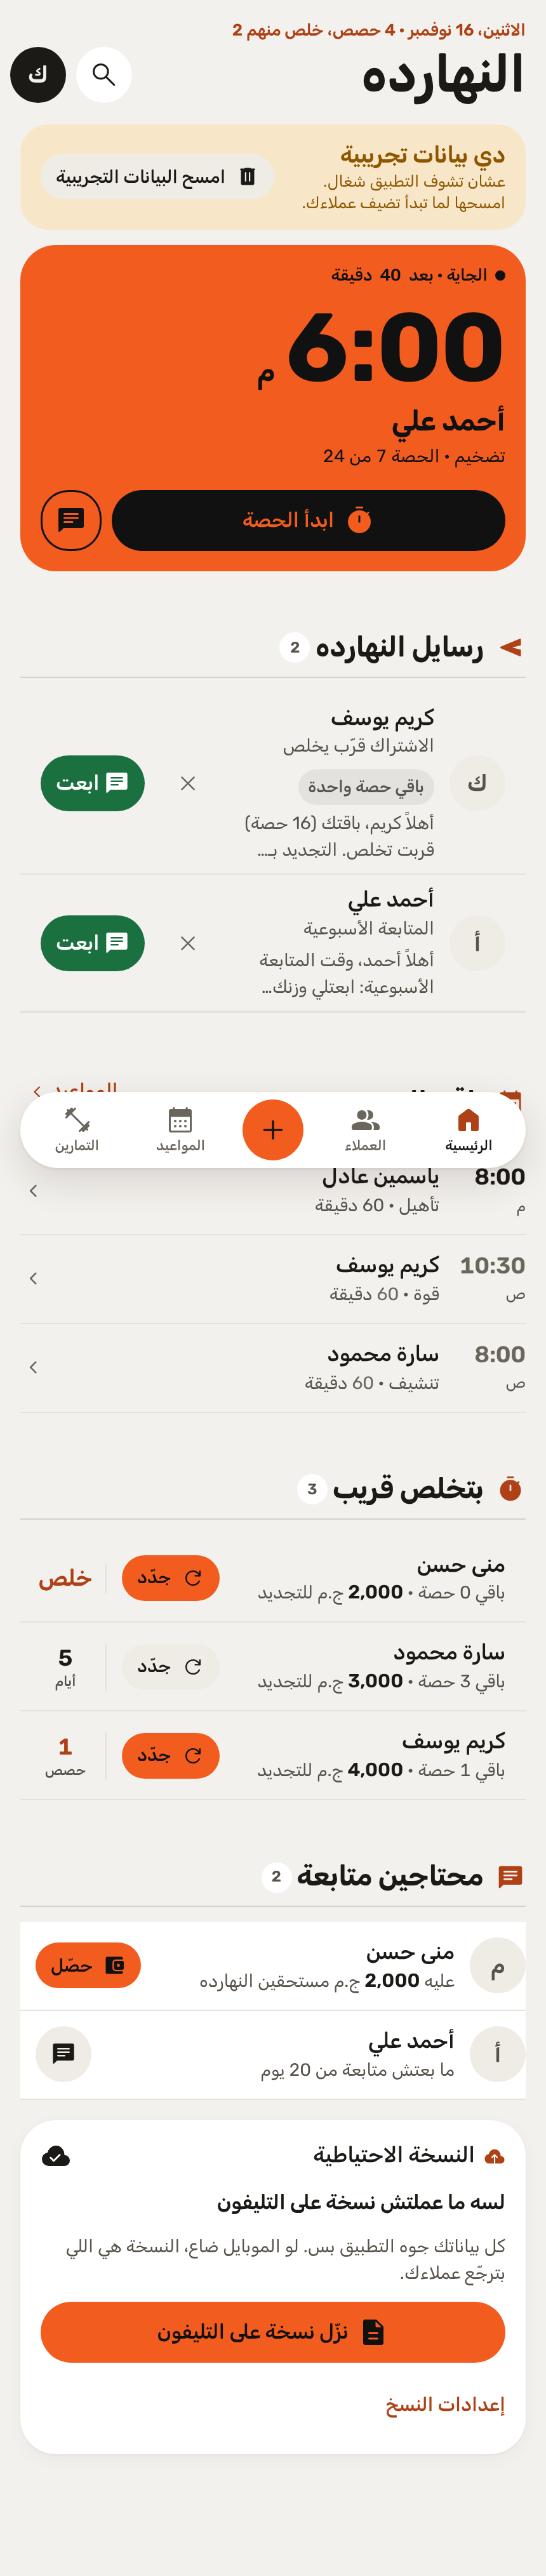 الاثنين، 16 نوفمبر • 4 حصص، خلص منهم 2
النهارده
ك
دي بيانات تجريبية
عشان تشوف التطبيق شغال.
امسحها لما تبدأ تضيف عملاءك.
امسح البيانات التجريبية
الجاية • بعد 40 دقيقة
6:00 م
أحمد علي
تضخيم • الحصة 7 من 24
ابدأ الحصة
رسايل النهارده 2
ك
كريم يوسف
الاشتراك قرّب يخلص
باقي حصة واحدة
أهلاً كريم، باقتك (16 حصة)
قربت تخلص. التجديد بـ...
ابعت
أ
أحمد علي
المتابعة الأسبوعية
أهلاً أحمد، وقت المتابعة
الأسبوعية: ابعتلي وزنك...
ابعت
المواعيد
الرئيسية
العملاء
المواعيد
التمارين
8:00 م
ياسمين عادل
تأهيل • 60 دقيقة
10:30 ص
كريم يوسف
قوة • 60 دقيقة
8:00 ص
سارة محمود
تنشيف • 60 دقيقة
بتخلص قريب 3
منى حسن
باقي 0 حصة • 2,000 ج.م للتجديد
جدّد
خلص
سارة محمود
باقي 3 حصة • 3,000 ج.م للتجديد
جدّد
5
أيام
كريم يوسف
باقي 1 حصة • 4,000 ج.م للتجديد
جدّد
1
حصص
محتاجين متابعة 2
م
منى حسن
عليه 2,000 ج.م مستحقين النهارده
حصّل
أ
أحمد علي
ما بعتش متابعة من 20 يوم
النسخة الاحتياطية
لسه ما عملتش نسخة على التليفون
كل بياناتك جوه التطبيق بس. لو الموبايل ضاع، النسخة هي اللي
بترجّع عملاءك.
نزّل نسخة على التليفون
إعدادات النسخ